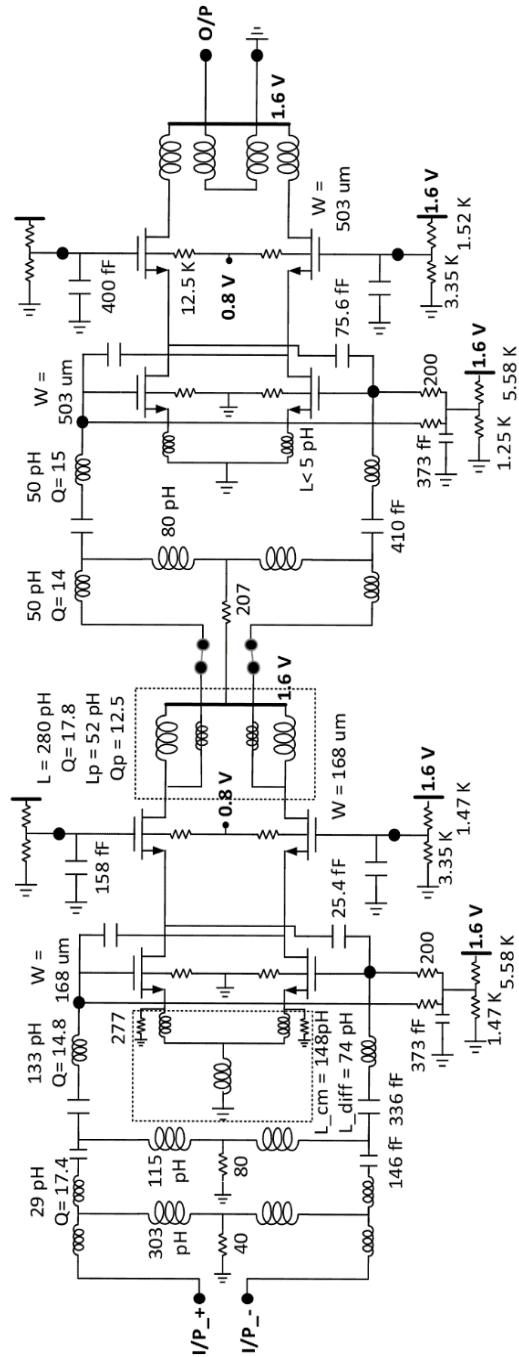 I/P_+
I/P_-
29 pH
Q=17.4
303
pH
40
115
pH
80
146 fF
336 fF
133 pH
Q=14.8
277
L_cm = 148pH
L_diff = 74 pH
W =
168 um
200
373 fF
1.6 V
1.47 K
5.58 K
25.4 fF
158 fF
0.8 V
W = 168 um
1.6 V
3.35 K
1.47 K
L = 280 pH
Q=17.8
Lp = 52 pH
Qp = 12.5
1.6 V
207
50 pH
Q= 14
80 pH
50 pH
Q= 15
410 fF
L< 5 pH
W =
503 um
200
373 fF
1.6 V
1.25 K
5.58 K
75.6 fF
400 fF
12.5 K
0.8 V
W =
503 um
1.6 V
3.35 K
1.52 K
1.6 V
O/P